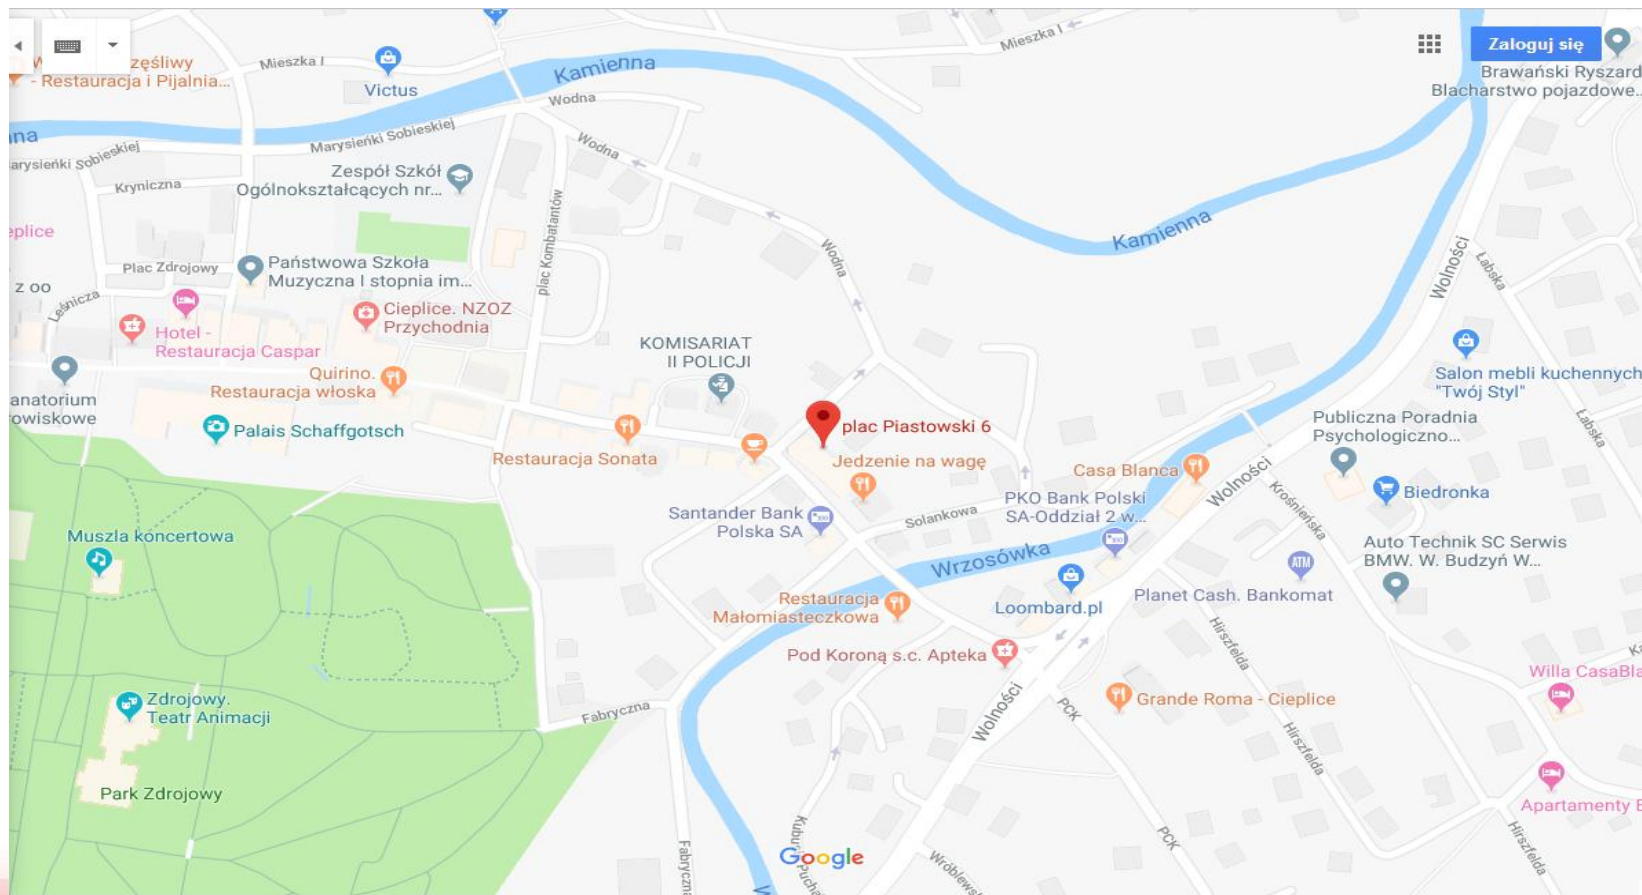 Zaloguj się
zęśliwy
- Restauracja i Pijalnia...
Mieszka I
Victus
Kamienna
Mieszka I
Brawański Ryszard
Blacharstwo pojazdowe...
Wodna
Marysieńki Sobieskiej
arysieńki Sobieskiej
Wodna
Kryniczna
Zespół Szkół
Ogólnokształcących nr...
plac Kombatantów
Kamienna
eplice
Plac Zdrojowy
Państwowa Szkoła
Muzyczna I stopnia im...
Wodna
Wolności
Łabska
z oo
Leśnicza
Cieplice. NZOZ
Przychodnia
Hotel -
Restauracja Caspar
KOMISARIAT
II POLICJI
Quirino.
Restauracja włoska
Salon mebli kuchennych
"Twój Styl"
anatorium
owiskowe
Palais Schaffgotsch
plac Piastowski 6
Publiczna Poradnia
Psychologiczno...
Łabska
Restauracja Sonata
Jedzenie na wagę
Casa Blanca
Wolności
Krośnieńska
Biedronka
PKO Bank Polski
SA-Oddział 2 w...
Santander Bank
Polska SA
Solankowa
Muszla koncertowa
Wrzosówka
Auto Technik SC Serwis
BMW. W. Budzyń W...
ATM
Planet Cash. Bankomat
Loombard.pl
Restauracja
Małomiasteczkowa
Hirszfelda
Pod Koroną s.c. Apteka
Willa CasaBla
Grande Roma - Cieplice
Zdrojowy.
Teatr Animacji
Fabryczna
Wolności
PCK
Hirszfelda
Park Zdrojowy
Apartamenty B
Fabryczna
PCK
Hirszfelda
Google
Wróblews